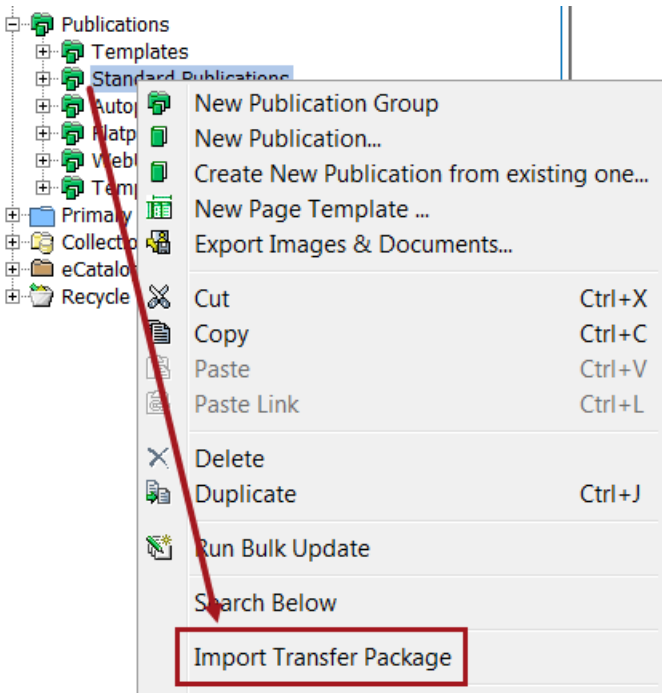 Publications
Templates
Standard Publications
New Publication Group
New Publication...
Create New Publication from existing one...
New Page Template ...
Primary
Export Images & Documents...
Recycle
Cut Ctrl+X
Copy Ctrl+C
Paste Ctrl+V
Paste Link Ctrl+L
Delete
Duplicate Ctrl+J
Run Bulk Update
Search Below
Import Transfer Package